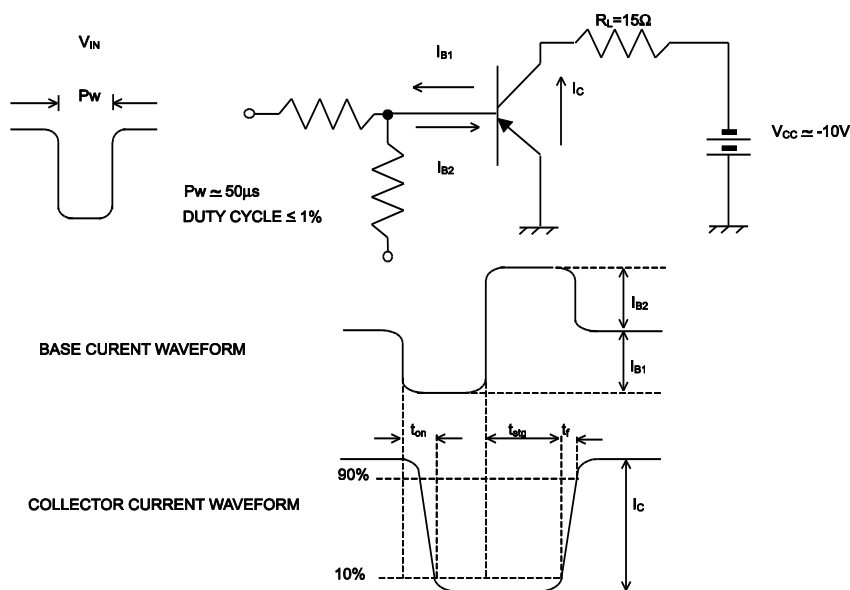 RL=15Ω
VIN
IB1
Pw
IC
VCC ≃ -10V
IB2
Pw ≃ 50µs
DUTY CYCLE ≤ 1%
IB2
BASE CURENT WAVEFORM
IB1
ton
tstg
tf
90%
COLLECTOR CURRENT WAVEFORM
IC
10%